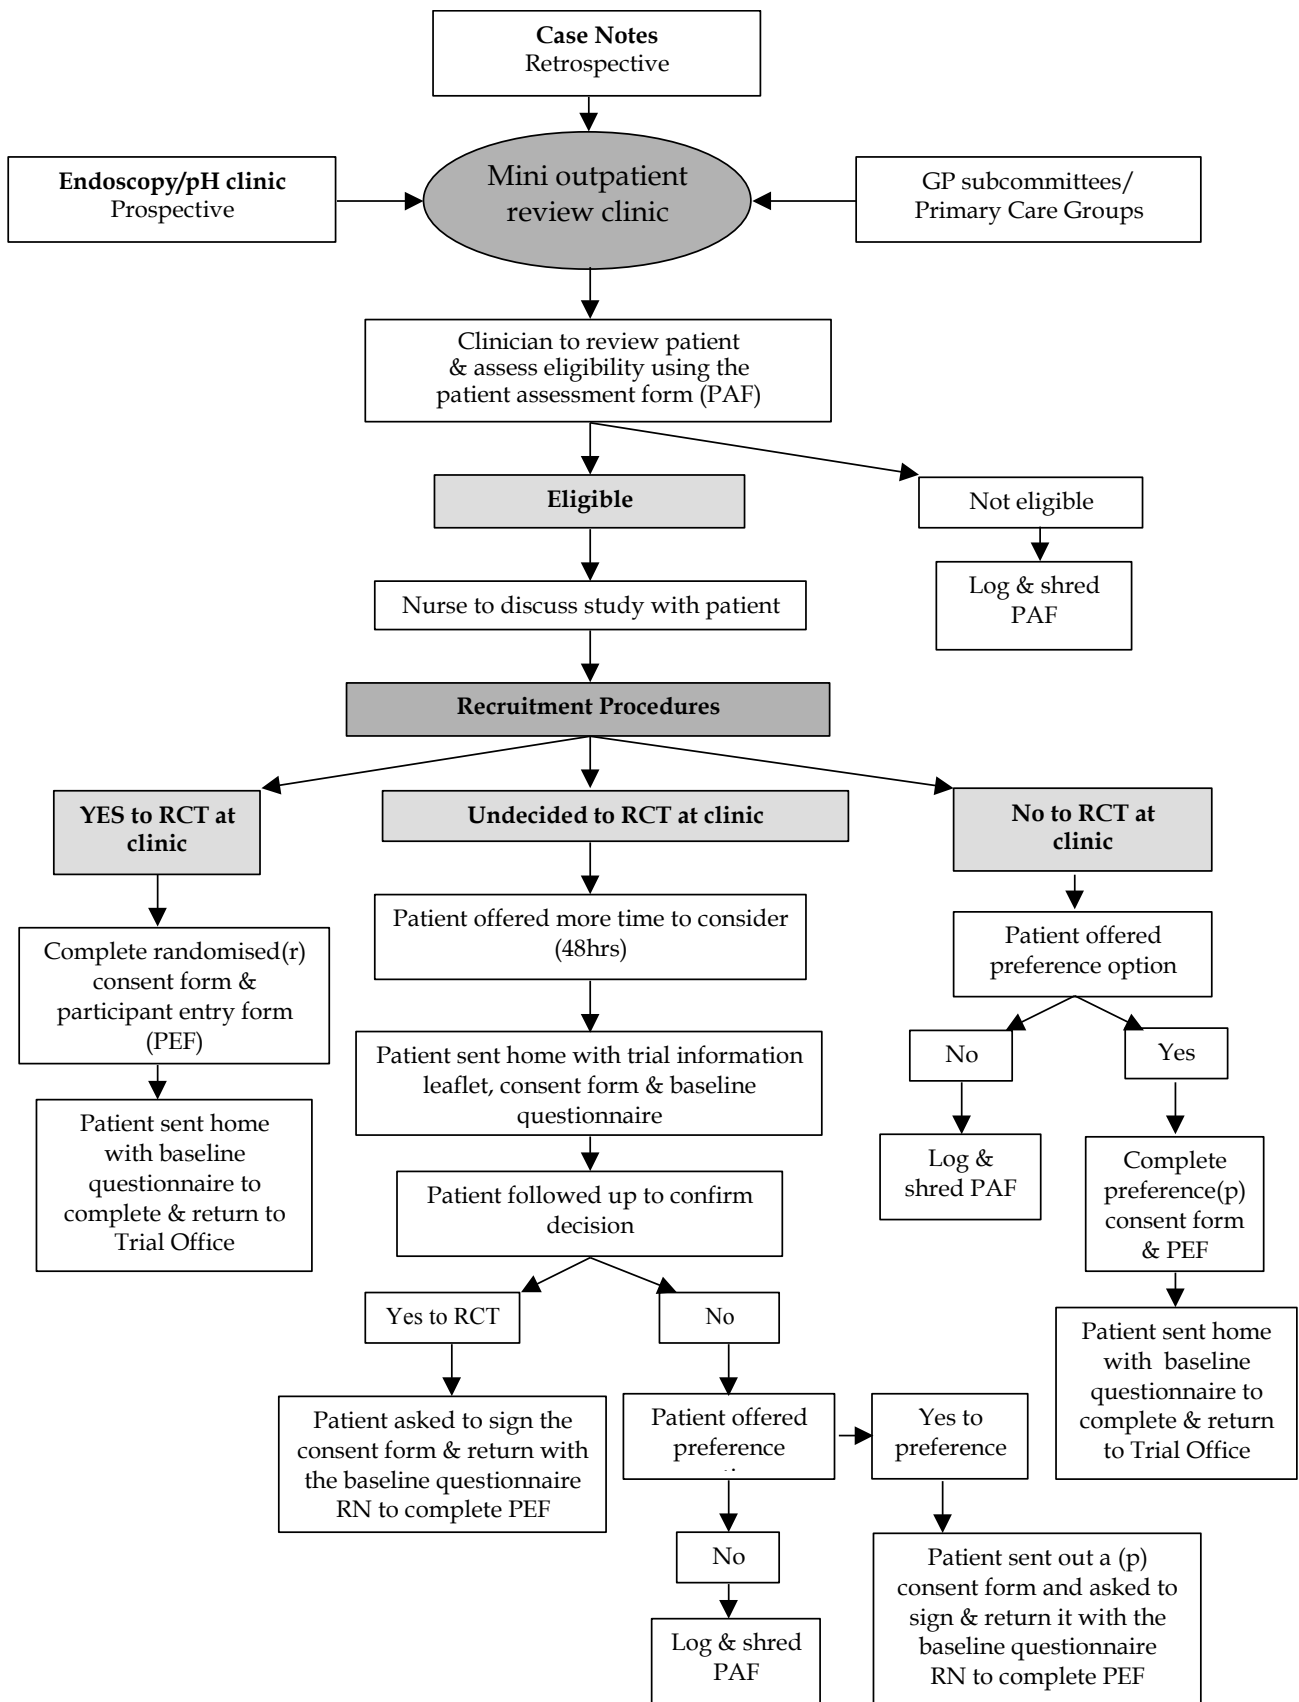 Case Notes
Retrospective
Endoscopy/pH clinic
Prospective
Mini outpatient
review clinic
GP subcommittees/
Primary Care Groups
Clinician to review patient
& assess eligibility using the
patient assessment form (PAF)
Eligible
Not eligible
Log & shred
PAF
Nurse to discuss study with patient
Recruitment Procedures
YES to RCT at
clinic
Undecided to RCT at clinic
No to RCT at
clinic
Complete randomised(r)
consent form &
participant entry form
(PEF)
Patient sent home
with baseline
questionnaire to
complete & return to
Trial Office
Patient offered more time to consider
(48hrs)
Patient sent home with trial information
leaflet, consent form & baseline
questionnaire
Patient followed up to confirm
decision
Yes to RCT
No
Patient asked to sign the
consent form & return with
the baseline questionnaire
RN to complete PEF
Patient offered
preference
Yes to
preference
No
Log & shred
PAF
Patient sent out a (p)
consent form and asked to
sign & return it with the
baseline questionnaire
RN to complete PEF
Patient offered
preference option
No
Yes
Log &
shred PAF
Complete
preference(p)
consent form
& PEF
Patient sent home
with baseline
questionnaire to
complete & return
to Trial Office